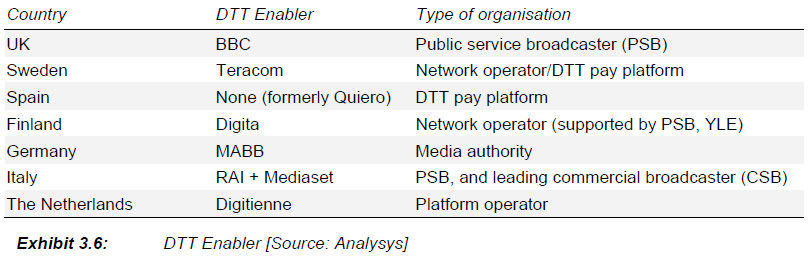 Country DTT Enabler Type of organisation
UK BBC Public service broadcaster (PSB)
Sweden Teracom Network operator/DTT pay platform
Spain None (formerly Quiero) DTT pay platform
Finland Digita Network operator (supported by PSB, YLE)
Germany MABB Media authority
Italy RAI + Mediaset PSB, and leading commercial broadcaster (CSB)
The Netherlands Digitienne Platform operator
Exhibit 3.6: DTT Enabler [Source: Analysys]